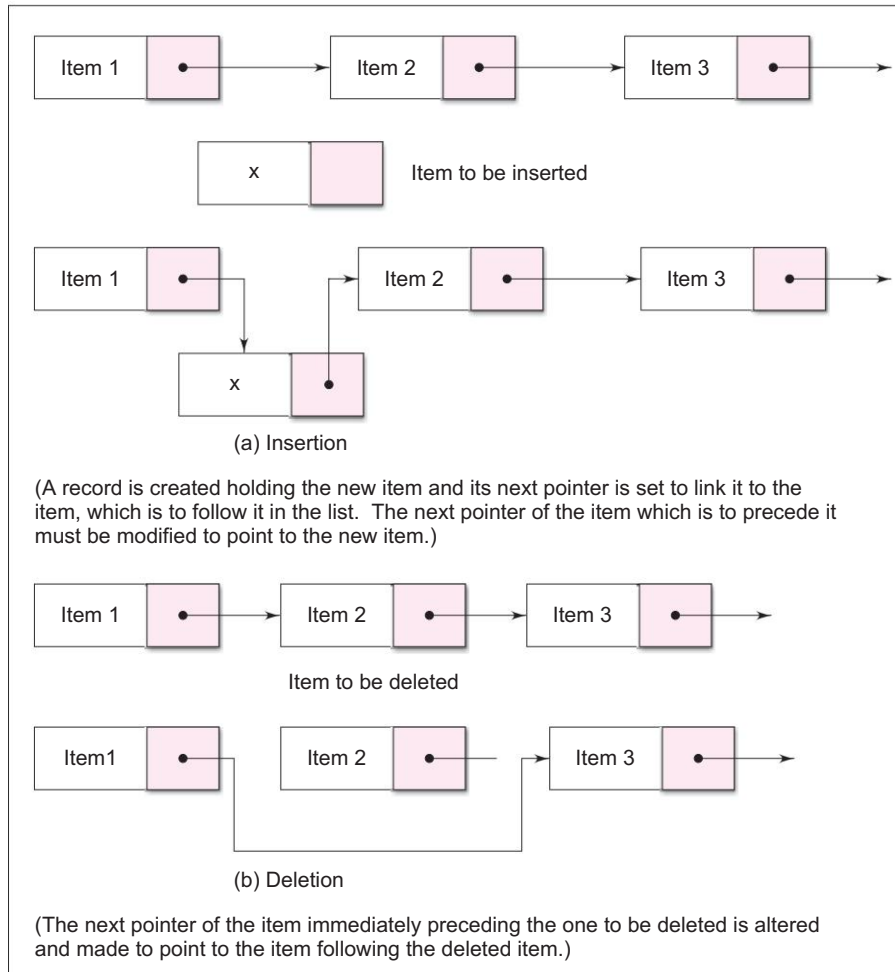 Item 1 Item 2 Item 3
x Item to be inserted
Item 1 Item 2 Item 3
x
(a) Insertion
(A record is created holding the new item and its next pointer is set to link it to the
item, which is to follow it in the list. The next pointer of the item which is to precede it
must be modified to point to the new item.)
Item 1 Item 2 Item 3
Item to be deleted
Item1 Item 2 Item 3
(b) Deletion
(The next pointer of the item immediately preceding the one to be deleted is altered
and made to point to the item following the deleted item.)